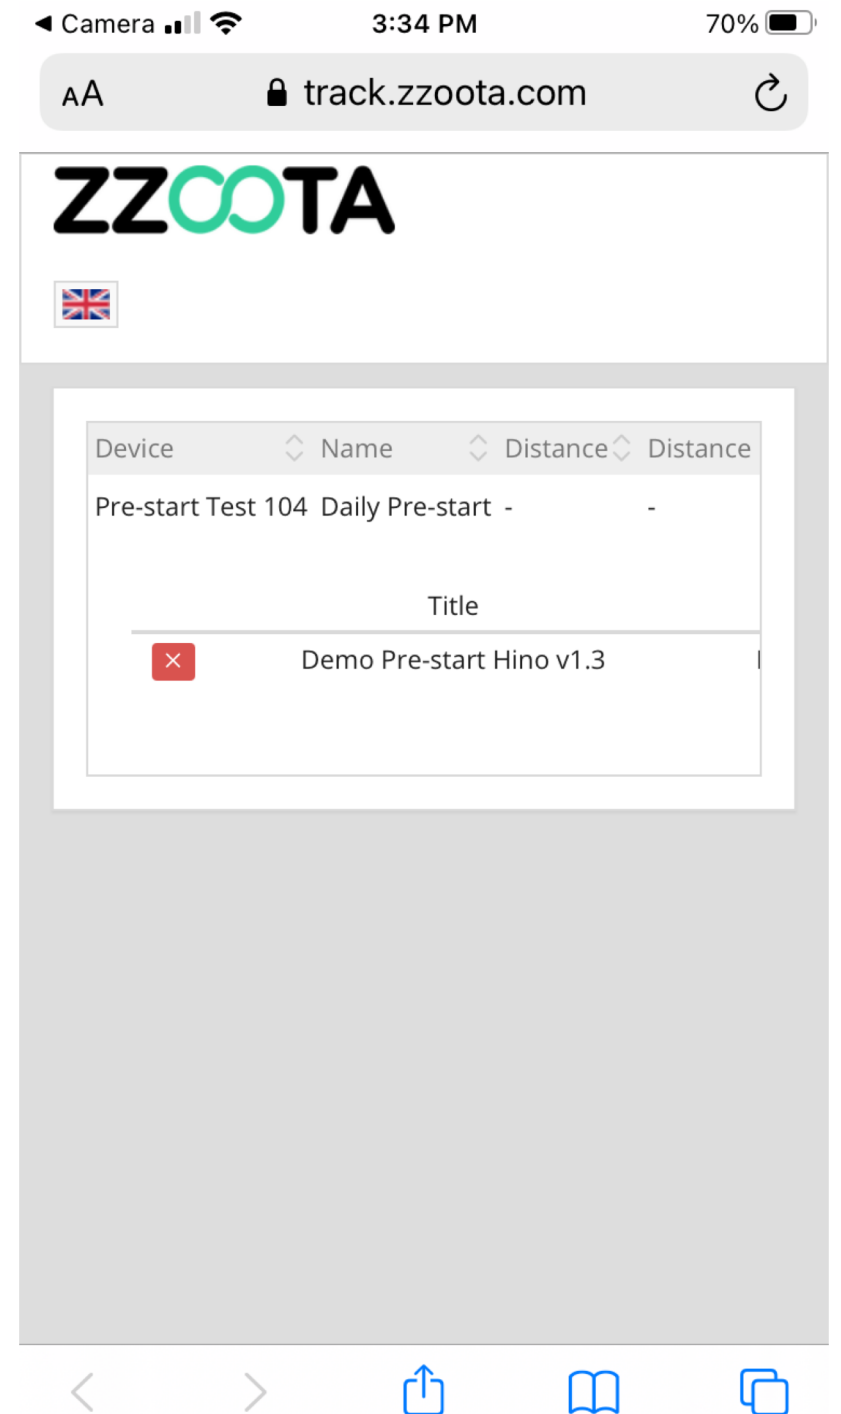 Camera 3:34 PM 70%
AA track.zzoota.com
ZZOOTA
Device Name Distance Distance
Pre-start Test 104 Daily Pre-start - -
Title
Demo Pre-start Hino v1.3